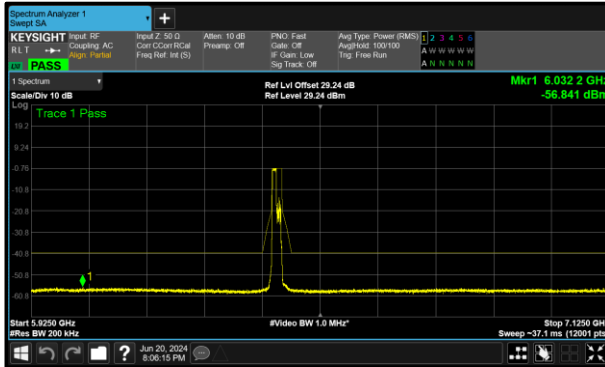 Spectrum Analyzer 1
Swept SA
KEYSIGHT Input: RF Input Z: 50 Ω Atten: 10 dB PNO: Fast Avg Type: Power (RMS) 1 2 3 4 5 6
RLT Coupling: AC Corr CCorr RCal Preamp: Off Gate: Off Avg|Hold: 100/100 A W W W W W
Align: Partial Freq Ref: Int (S) IF Gain: Low Trig: Free Run
PASS Sig Track: Off A N N N N N
1 Spectrum Ref Lvl Offset 29.24 dB Mkr1 6.032 2 GHz
Scale/Div 10 dB Ref Level 29.24 dBm -56.841 dBm
Log
Trace 1 Pass
19.2
9.24
-0.76
-10.8
-20.8
-30.8
-40.8
-50.8
1
-60.8
Start 5.9250 GHz #Video BW 1.0 MHz* Stop 7.1250 GHz
#Res BW 200 kHz Sweep ~37.1 ms (12001 pts)
? Jun 20, 2024
8:06:15 PM